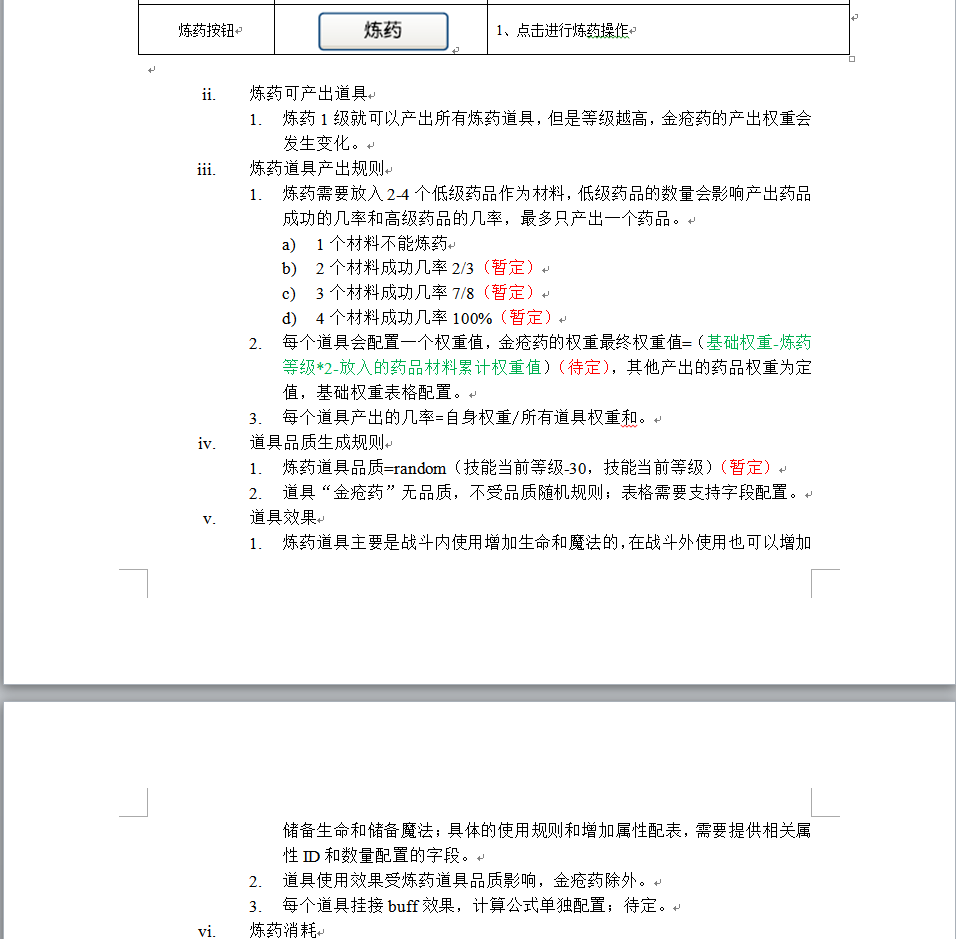 炼药按钮 炼药 1、点击进行炼药操作
ii. 炼药可产出道具
1. 炼药 1 级就可以产出所有炼药道具，但是等级越高，金疮药的产出权重会
发生变化。
iii. 炼药道具产出规则
1. 炼药需要放入 2-4 个低级药品作为材料，低级药品的数量会影响产出药品
成功的几率和高级药品的几率，最多只产出一个药品。
a) 1 个材料不能炼药
b) 2 个材料成功几率 2/3（暂定）
c) 3 个材料成功几率 7/8（暂定）
d) 4 个材料成功几率 100%（暂定）
2. 每个道具会配置一个权重值，金疮药的权重最终权重值=（基础权重-炼药
等级*2-放入的药品材料累计权重值）（待定），其他产出的药品权重为定
值，基础权重表格配置。
3. 每个道具产出的几率=自身权重/所有道具权重和。
iv. 道具品质生成规则
1. 炼药道具品质=random（技能当前等级-30，技能当前等级）（暂定）
2. 道具“金疮药”无品质，不受品质随机规则；表格需要支持字段配置。
v. 道具效果
1. 炼药道具主要是战斗内使用增加生命和魔法的，在战斗外使用也可以增加
储备生命和储备魔法；具体的使用规则和增加属性配表，需要提供相关属
性 ID 和数量配置的字段。
2. 道具使用效果受炼药道具品质影响，金疮药除外。
3. 每个道具挂接 buff 效果，计算公式单独配置；待定。
vi. 炼药消耗